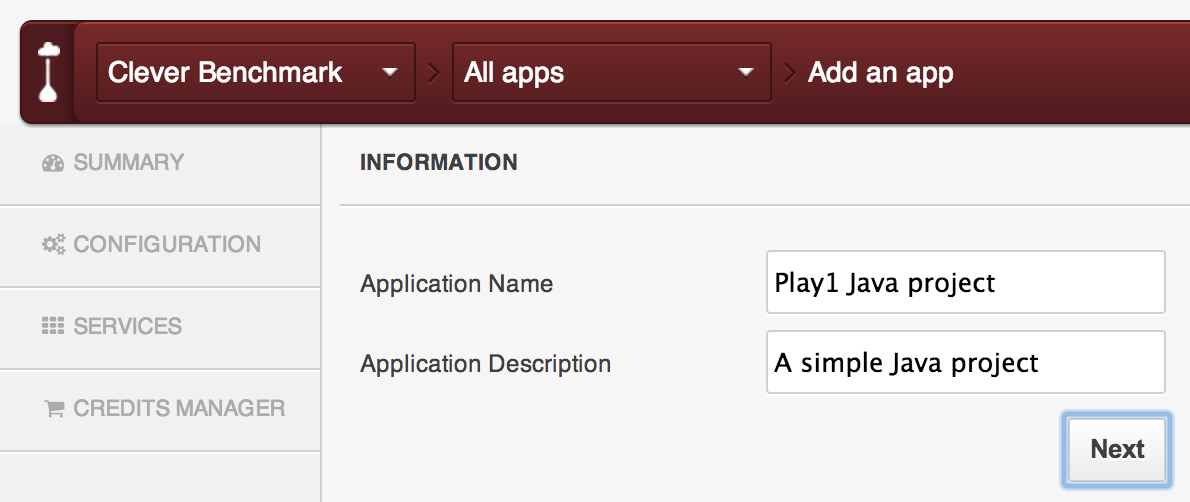 Clever Benchmark All apps Add an app
SUMMARY
INFORMATION
CONFIGURATION
Application Name Play1 Java project
SERVICES
Application Description A simple Java project
CREDITS MANAGER
Next